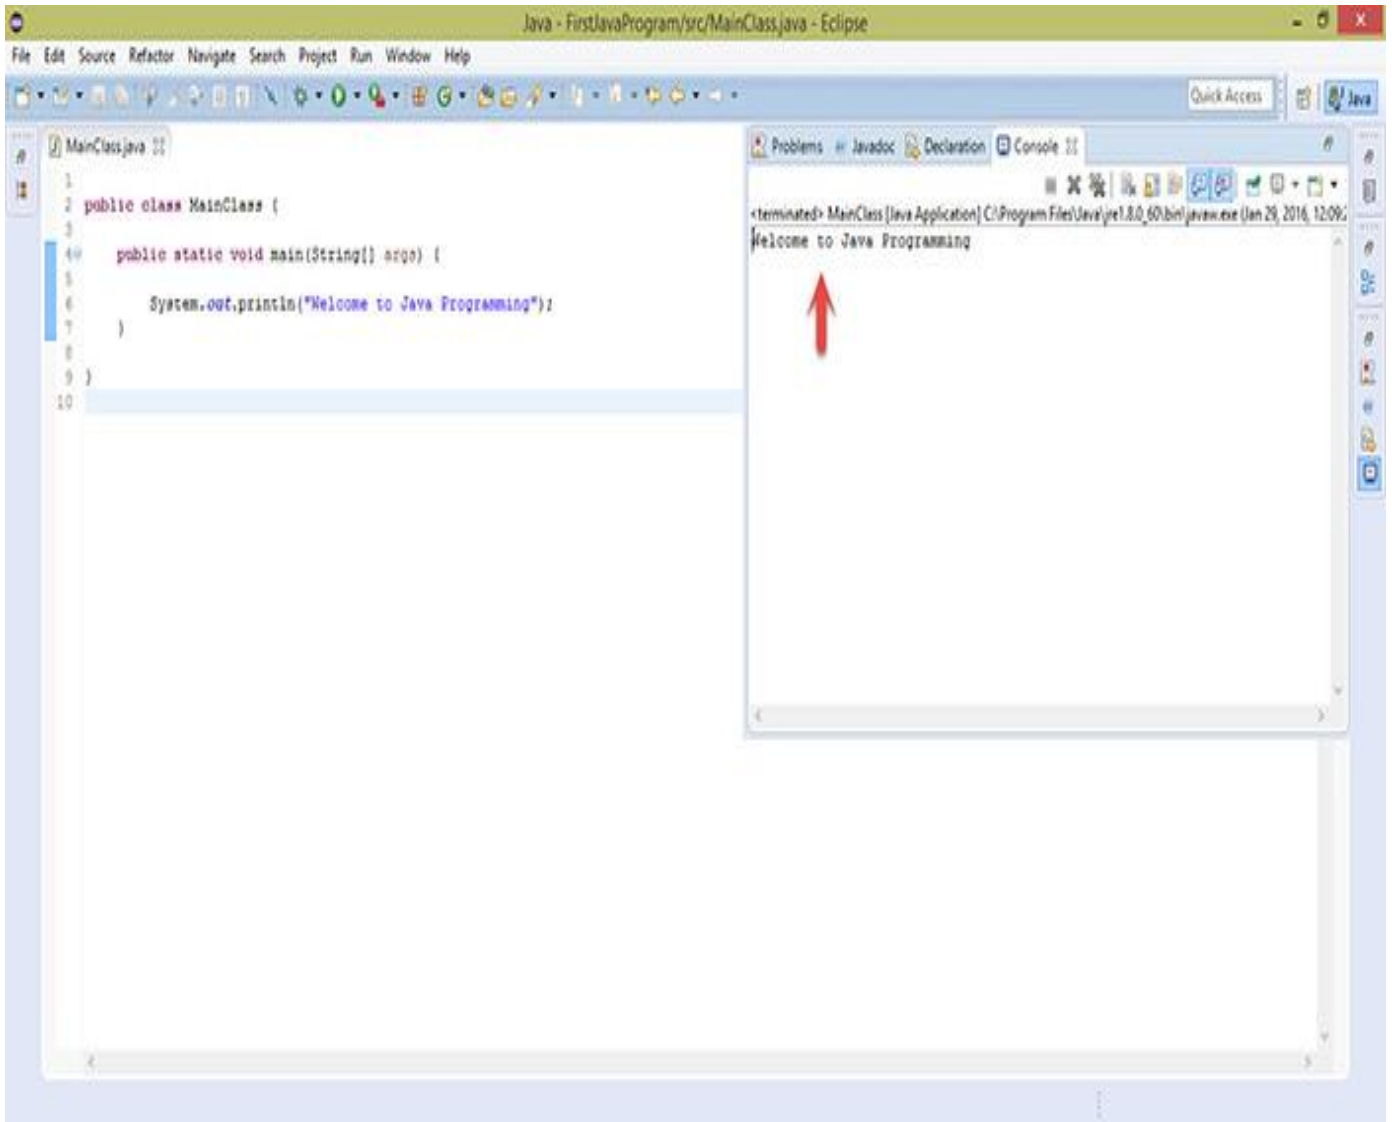 Java - FirstJavaProgram/src/MainClass.java - Eclipse
File Edit Source Refactor Navigate Search Project Run Window Help
Quick Access
Java
MainClass.java
1
2 public class MainClass {
3
4 public static void main(String[] args) {
5
6 System.out.println("Welcome to Java Programming");
7 }
8
9 }
10
Problems Javadoc Declaration Console
<terminated> MainClass [Java Application] C:\Program Files\Java\jre1.8.0_60\bin\javaw.exe (Jan 29, 2016, 12:09:
Welcome to Java Programming